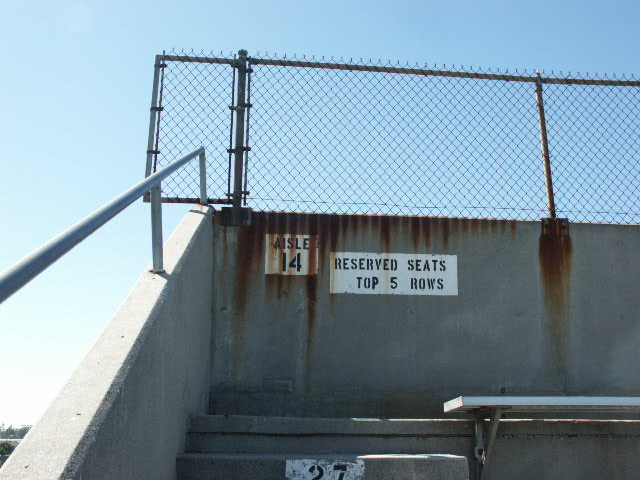 AISLE
14
RESERVED SEATS
TOP 5 ROWS
27